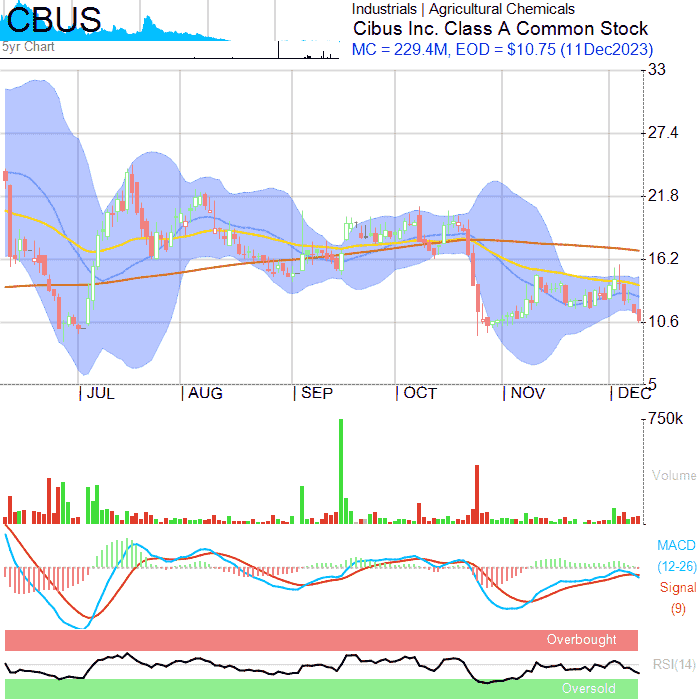 CBUS
5yr Chart
Industrials | Agricultural Chemicals
Cibus Inc. Class A Common Stock
MC = 229.4M, EOD = $10.75 (11Dec2023)
33
27.4
21.8
16.2
10.6
5
| JUL | AUG | SEP | OCT | NOV | DEC
750k
Volume
MACD
(12-26)
Signal
(9)
Overbought
RSI(14)
Oversold